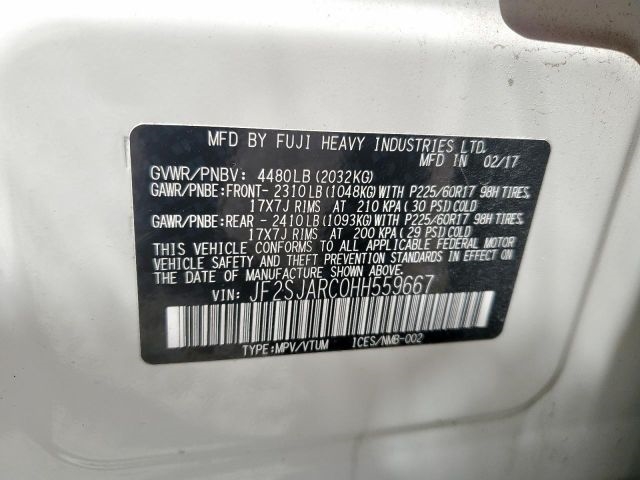 MFD BY FUJI HEAVY INDUSTRIES LTD.
MFD IN 02/17
GVWR/PNBV: 4480LB(2032KG)
GAWR/PNBE:FRONT-2310LB(1048KG)WITH P225/60R17 98H TIRES,
17X7J RIMS AT 210 KPA(30 PSI)COLD
GAWR/PNBE:REAR -2410LB(1093KG)WITH P225/60R17 98H TIRES,
17X7J RIMS AT 200 KPA(29 PSI)COLD
THIS VEHICLE CONFORMS TO ALL APPLICABLE FEDERAL MOTOR
VEHICLE SAFETY AND THEFT PREVENTION STANDARDS IN EFFECT ON
THE DATE OF MANUFACTURE SHOWN ABOVE.
VIN: JF2SJARC0HH559667
TYPE:MPV/VTUM ICES/NMB-002